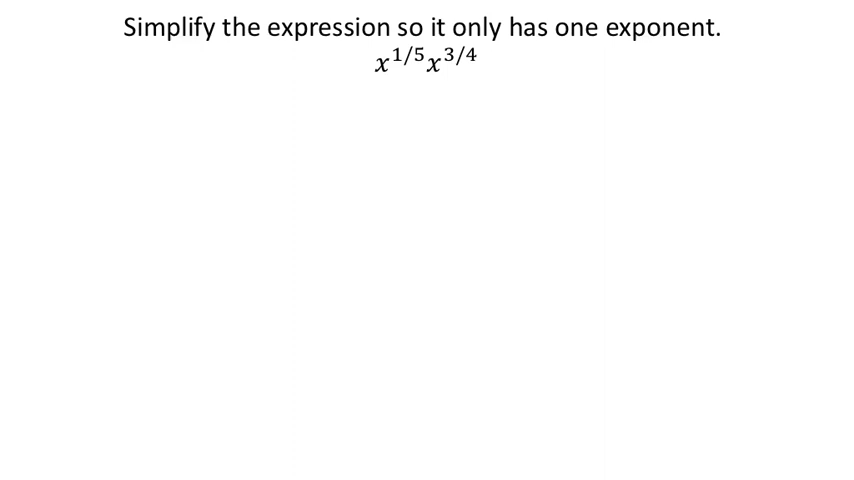 Simplify the expression so it only has one exponent.
𝑥^{1/5}𝑥^{3/4}